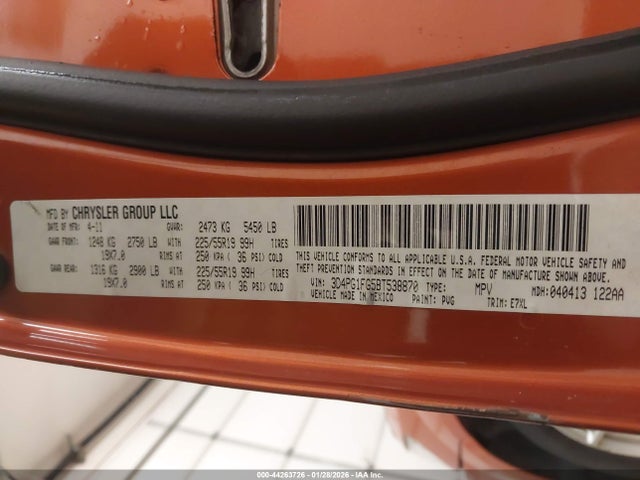 MFD BY CHRYSLER GROUP LLC
DATE OF MFR: 4-11 GVWR: 2473 KG 5450 LB
GAWR FRONT: 1248 KG 2750 LB WITH 225/55R19 99H TIRES
19X7.0 RIMS AT 250 KPA ( 36 PSI) COLD
GAWR REAR: 1316 KG 2900 LB WITH 225/55R19 99H TIRES
19X7.0 RIMS AT 250 KPA ( 36 PSI) COLD
THIS VEHICLE CONFORMS TO ALL APPLICABLE U.S.A. FEDERAL MOTOR VEHICLE SAFETY
AND THEFT PREVENTION STANDARDS IN EFFECT ON THE DATE OF MANUFACTURE SHOWN ABOVE.
VIN: 3D4PG1FG5BT538870 TYPE: MPV MDH: 040413 122AA
VEHICLE MADE IN MEXICO PAINT: PVG TRIM: E7XL
000-44263726 | 01/28/2026 | IAA Inc.